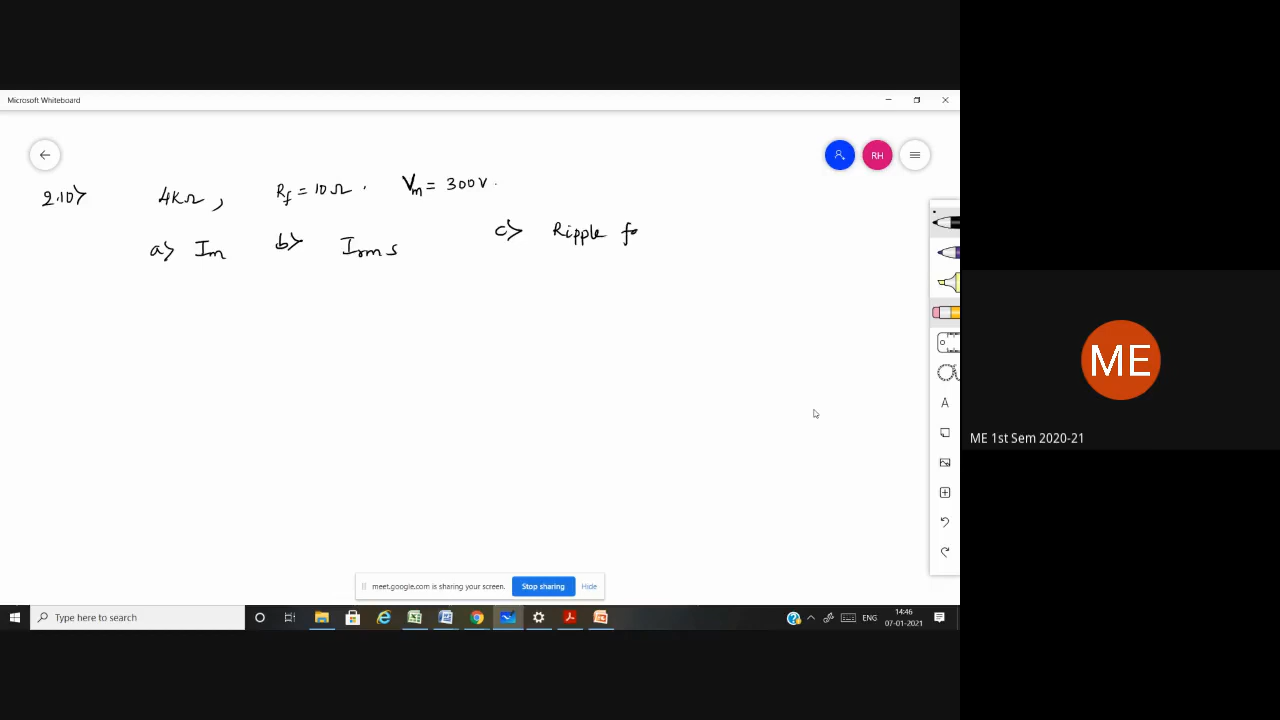 Microsoft Whiteboard
RH
2.10> 4KΩ, Rf = 10Ω. Vm = 300V.
a> Im b> Irms c> Ripple fa
A
ME
ME 1st Sem 2020-21
meet.google.com is sharing your screen. Stop sharing Hide
Type here to search
ENG
14:46
07-01-2021